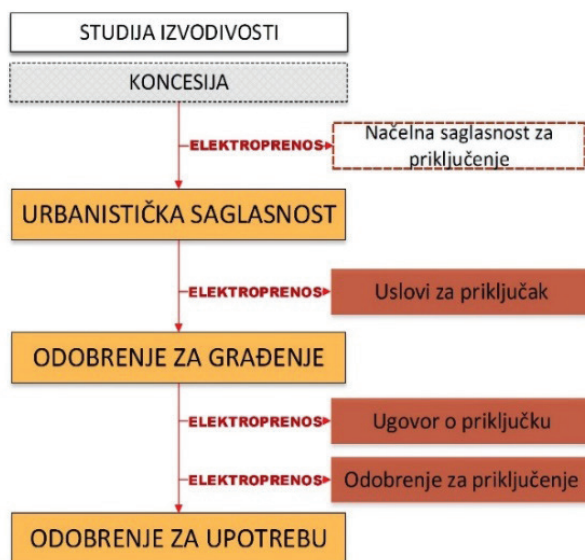 STUDIJA IZVODIVOSTI
KONCESIJA
ELEKTROPRENOS
Načelna saglasnost za
priključenje
URBANISTIČKA SAGLASNOST
ELEKTROPRENOS
Uslovi za priključak
ODOBRENJE ZA GRAĐENJE
ELEKTROPRENOS
Ugovor o priključku
ELEKTROPRENOS
Odobrenje za priključenje
ODOBRENJE ZA UPOTREBU